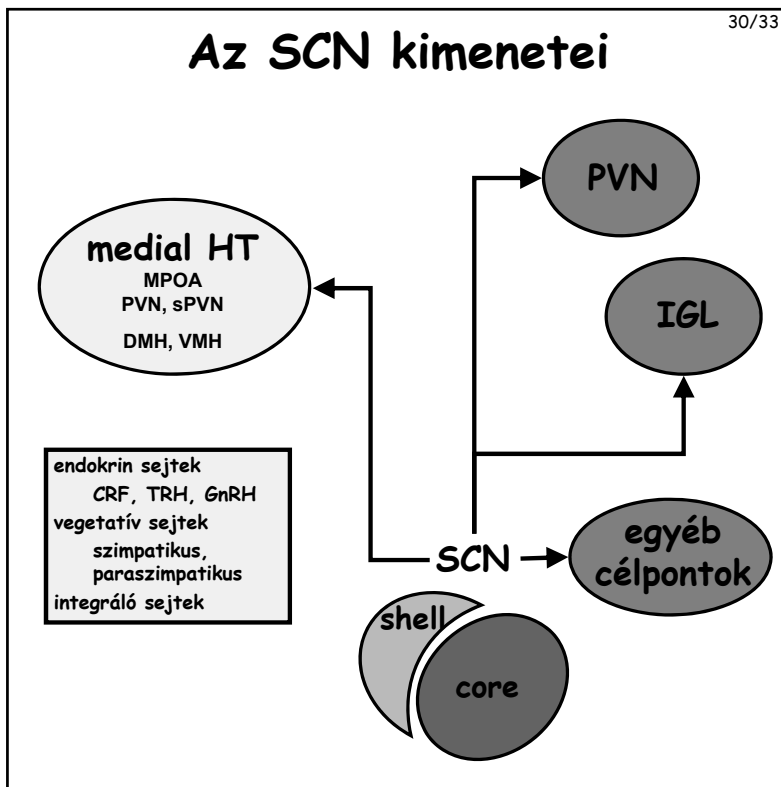 30/33
Az SCN kimenetei
PVN
medial HT
MPOA
PVN, sPVN
DMH, VMH
IGL
endokrin sejtek
CRF, TRH, GnRH
vegetatív sejtek
szimpatikus,
paraszimpatikus
integráló sejtek
SCN
egyéb
célpontok
shell
core